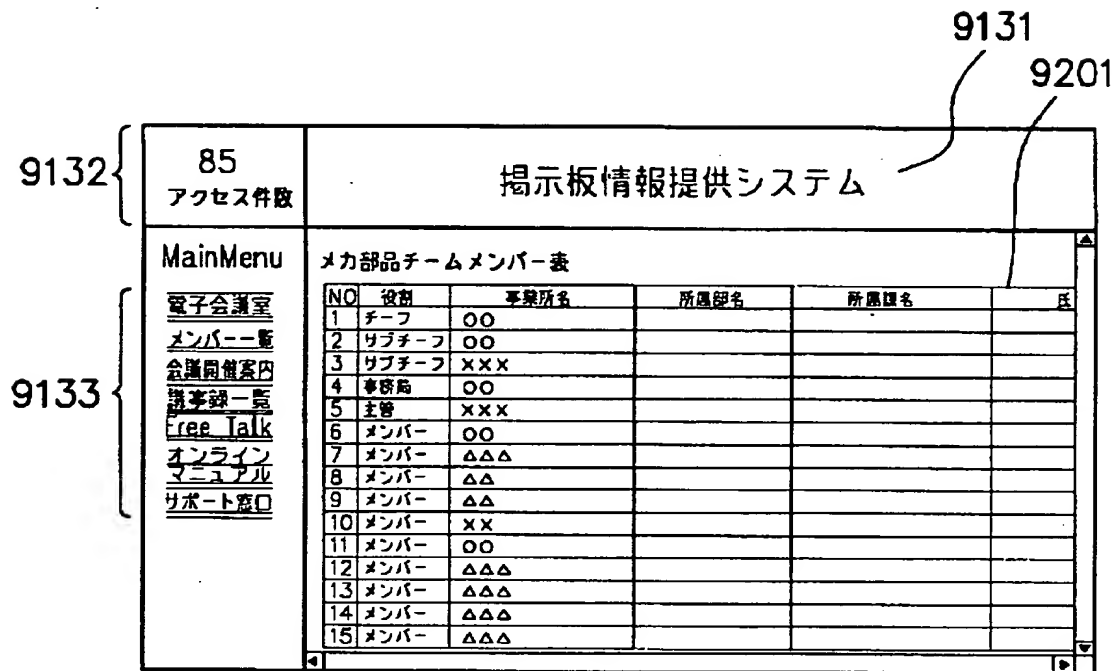 9131
9201
9132
85
アクセス件数
掲示板情報提供システム
9133
MainMenu
電子会議室
メンバー一覧
会議開催案内
議事録一覧
Free Talk
オンライン
マニュアル
サポート窓口
メカ部品チームメンバー表
NO 役割 事業所名 所属部名 所属課名 氏
1 チーフ ○○
2 サブチーフ ○○
3 サブチーフ ×××
4 事務局 ○○
5 主管 ×××
6 メンバー ○○
7 メンバー △△△
8 メンバー △△
9 メンバー △△
10 メンバー ××
11 メンバー ○○
12 メンバー △△△
13 メンバー △△△
14 メンバー △△△
15 メンバー △△△